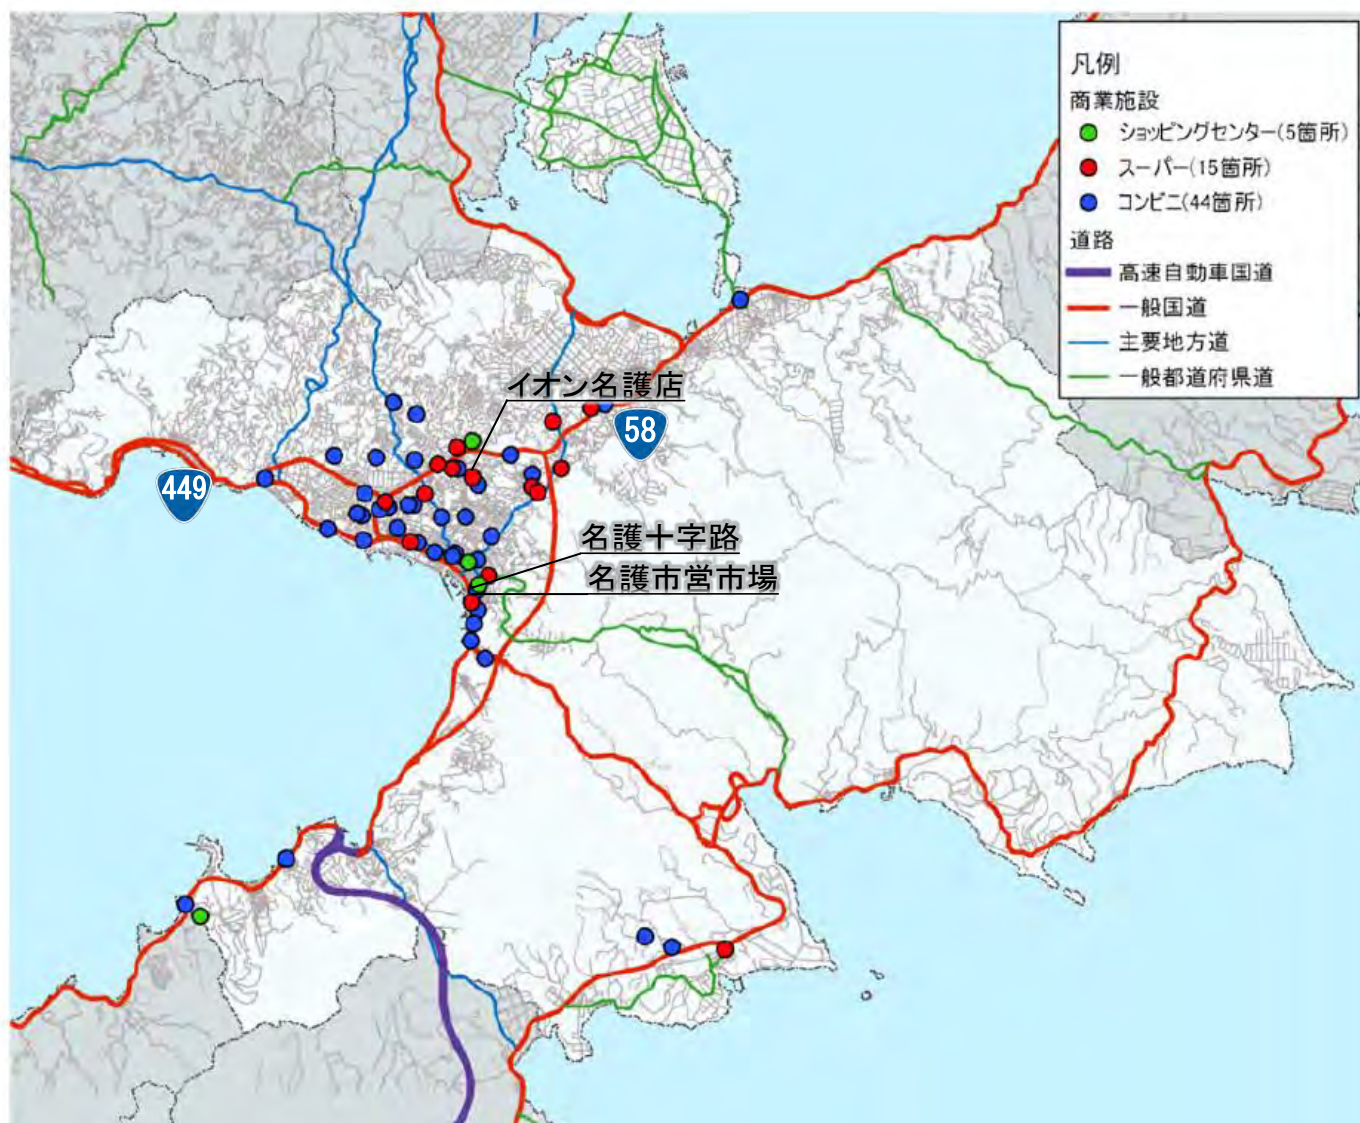 凡例
商業施設
ショッピングセンター(5箇所)
スーパー(15箇所)
コンビニ(44箇所)
道路
高速自動車国道
一般国道
主要地方道
一般都道府県道
イオン名護店
58
449
名護十字路
名護市営市場